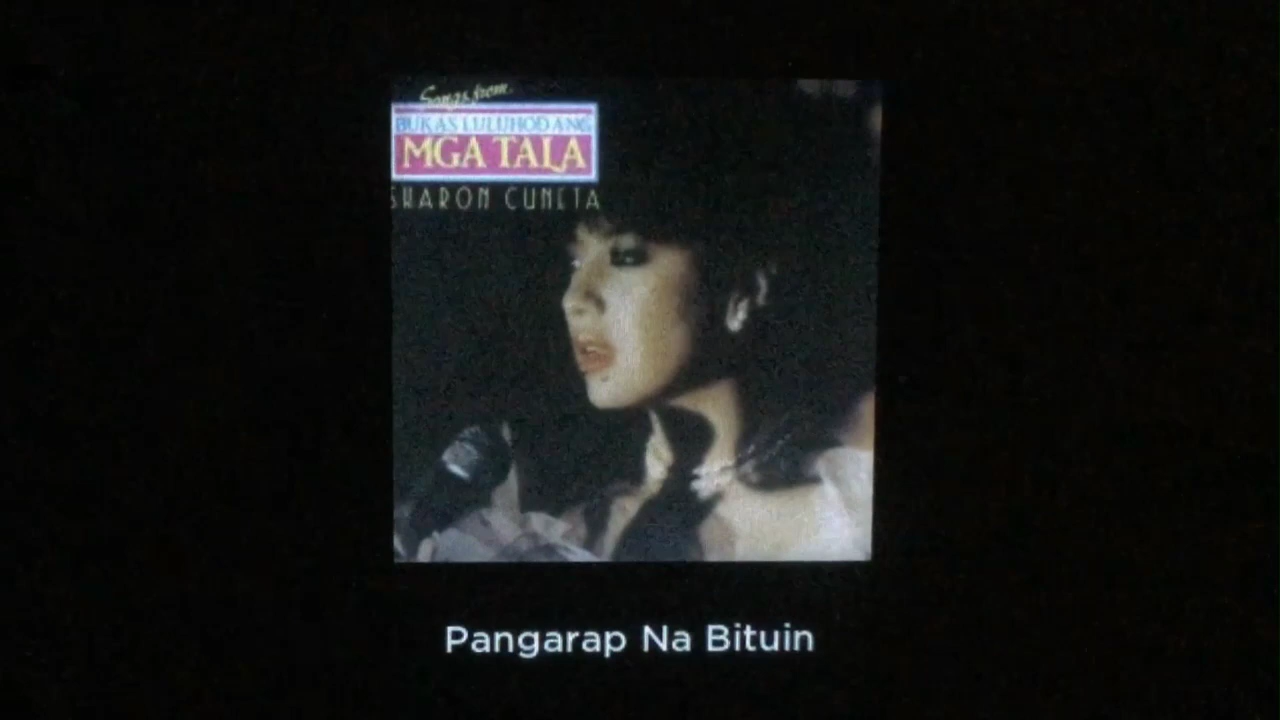 Songs from
BUKAS LULUHOD ANG
MGA TALA
SHARON CUNETA
Pangarap Na Bituin